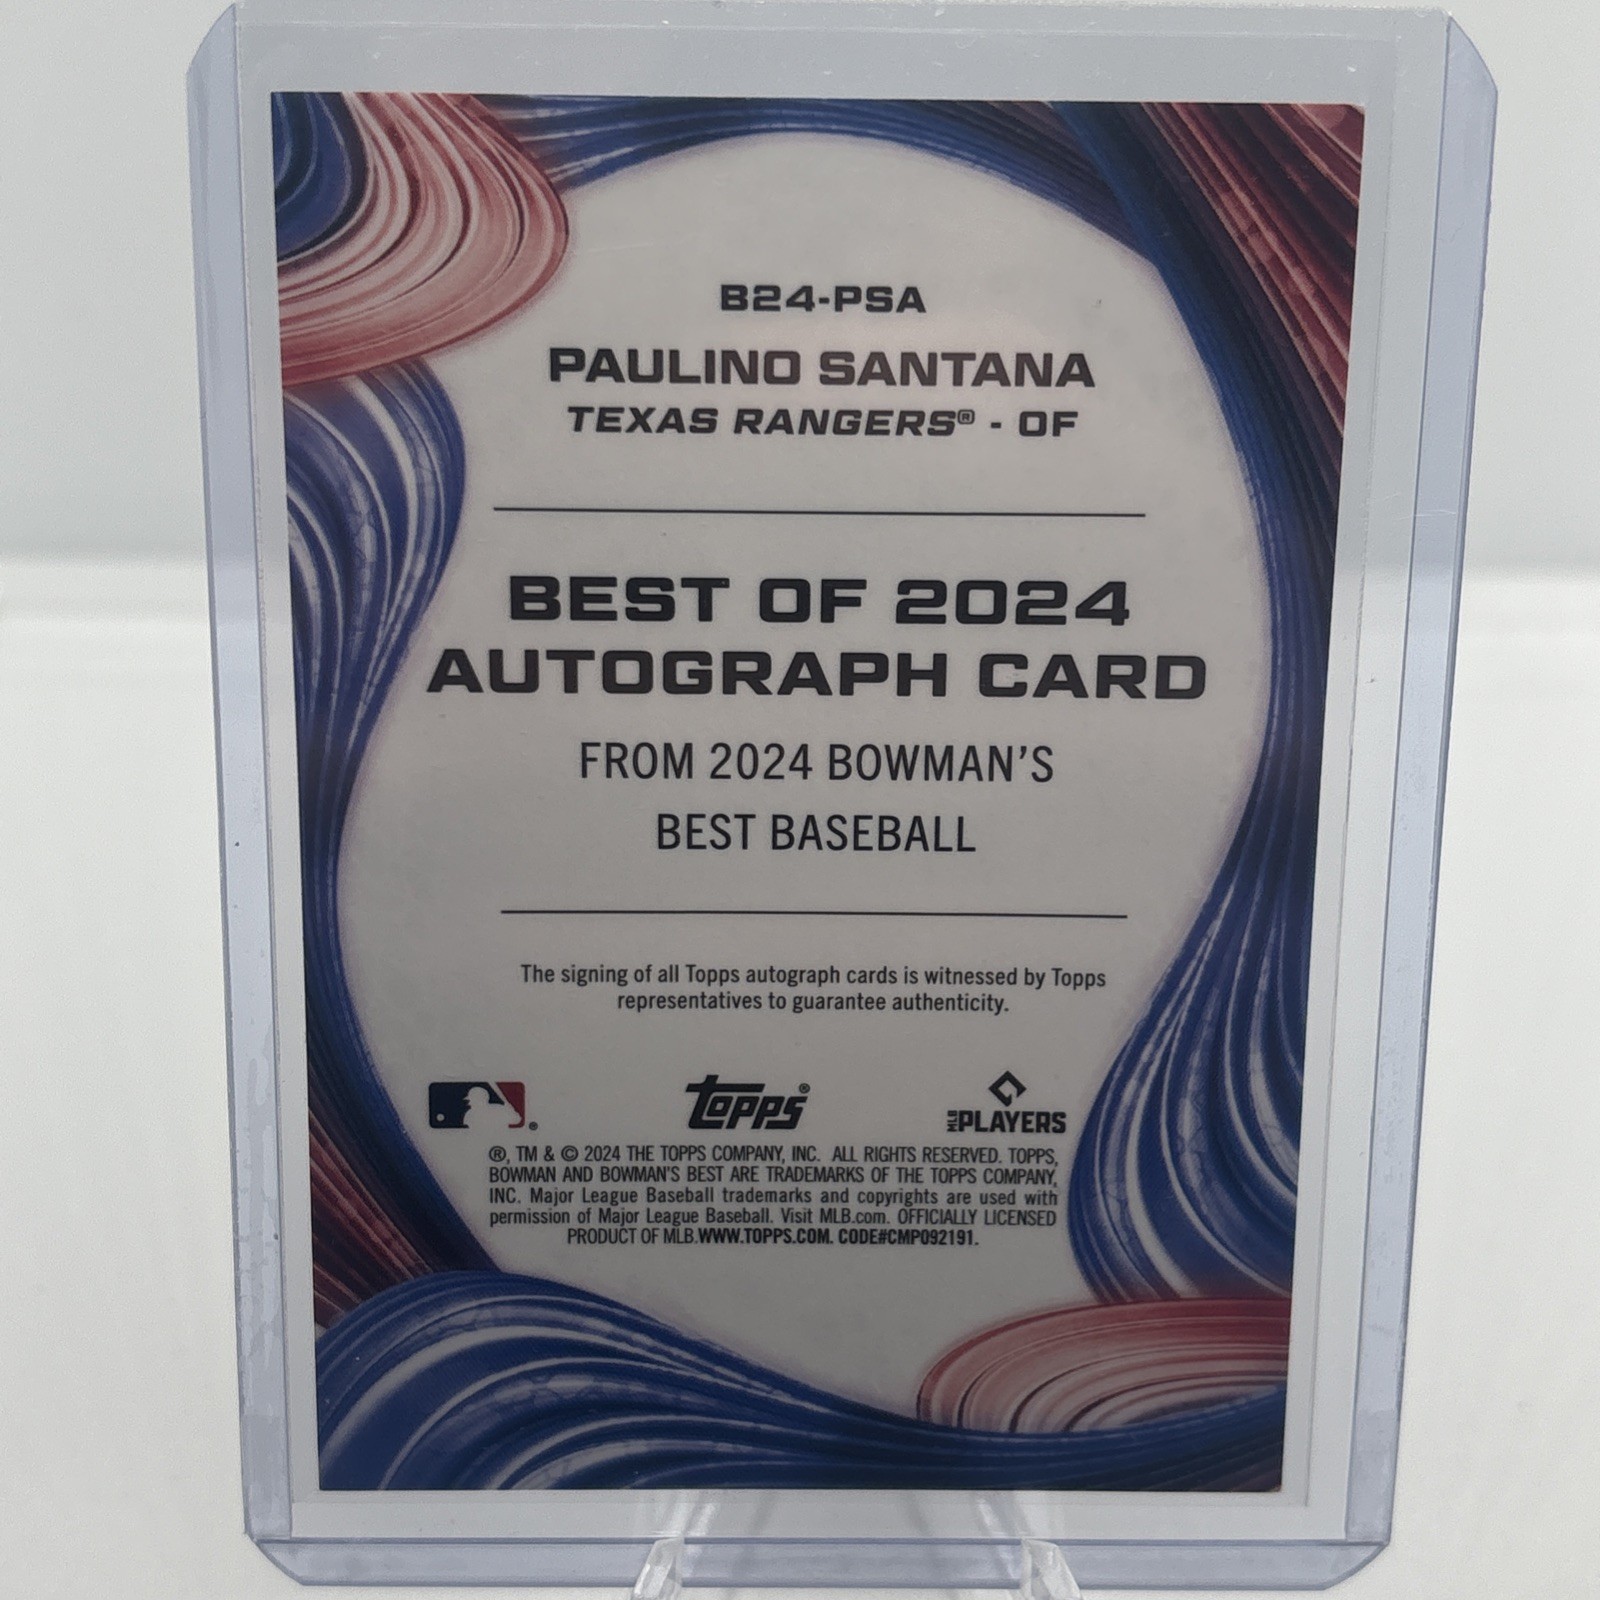 B24-PSA
PAULINO SANTANA
TEXAS RANGERS® - OF
BEST OF 2024
AUTOGRAPH CARD
FROM 2024 BOWMAN'S
BEST BASEBALL
The signing of all Topps autograph cards is witnessed by Topps
representatives to guarantee authenticity.
® topps® MLB PLAYERS
®, TM & © 2024 THE TOPPS COMPANY, INC. ALL RIGHTS RESERVED. TOPPS,
BOWMAN AND BOWMAN'S BEST ARE TRADEMARKS OF THE TOPPS COMPANY,
INC. Major League Baseball trademarks and copyrights are used with
permission of Major League Baseball. Visit MLB.com. OFFICIALLY LICENSED
PRODUCT OF MLB.WWW.TOPPS.COM. CODE#CMP092191.